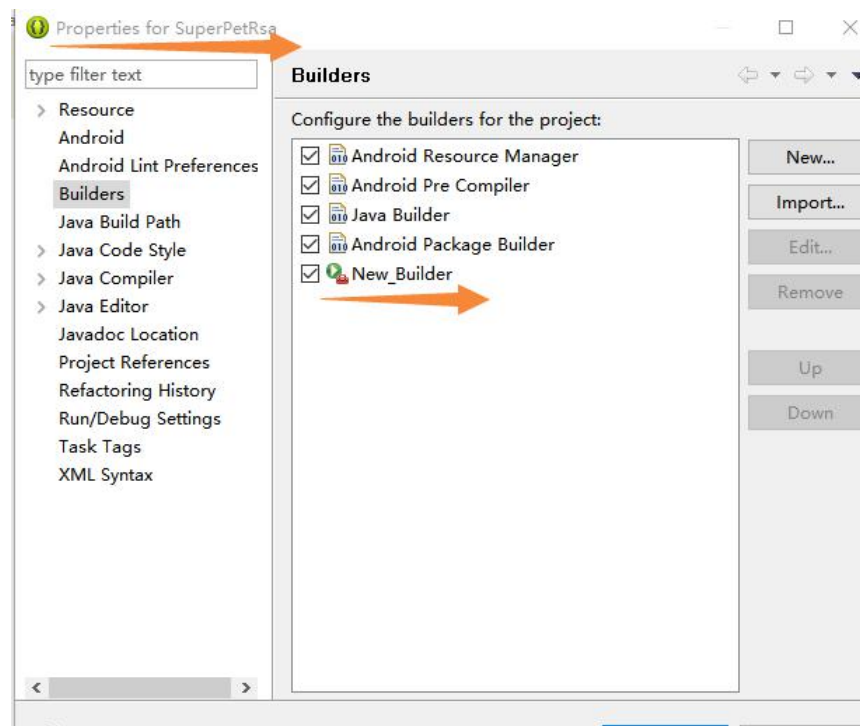 Properties for SuperPetRsa
type filter text
Builders
Resource
Android
Android Lint Preferences
Builders
Java Build Path
Java Code Style
Java Compiler
Java Editor
Javadoc Location
Project References
Refactoring History
Run/Debug Settings
Task Tags
XML Syntax
Configure the builders for the project:
Android Resource Manager
Android Pre Compiler
Java Builder
Android Package Builder
New_Builder
New...
Import...
Edit...
Remove
Up
Down